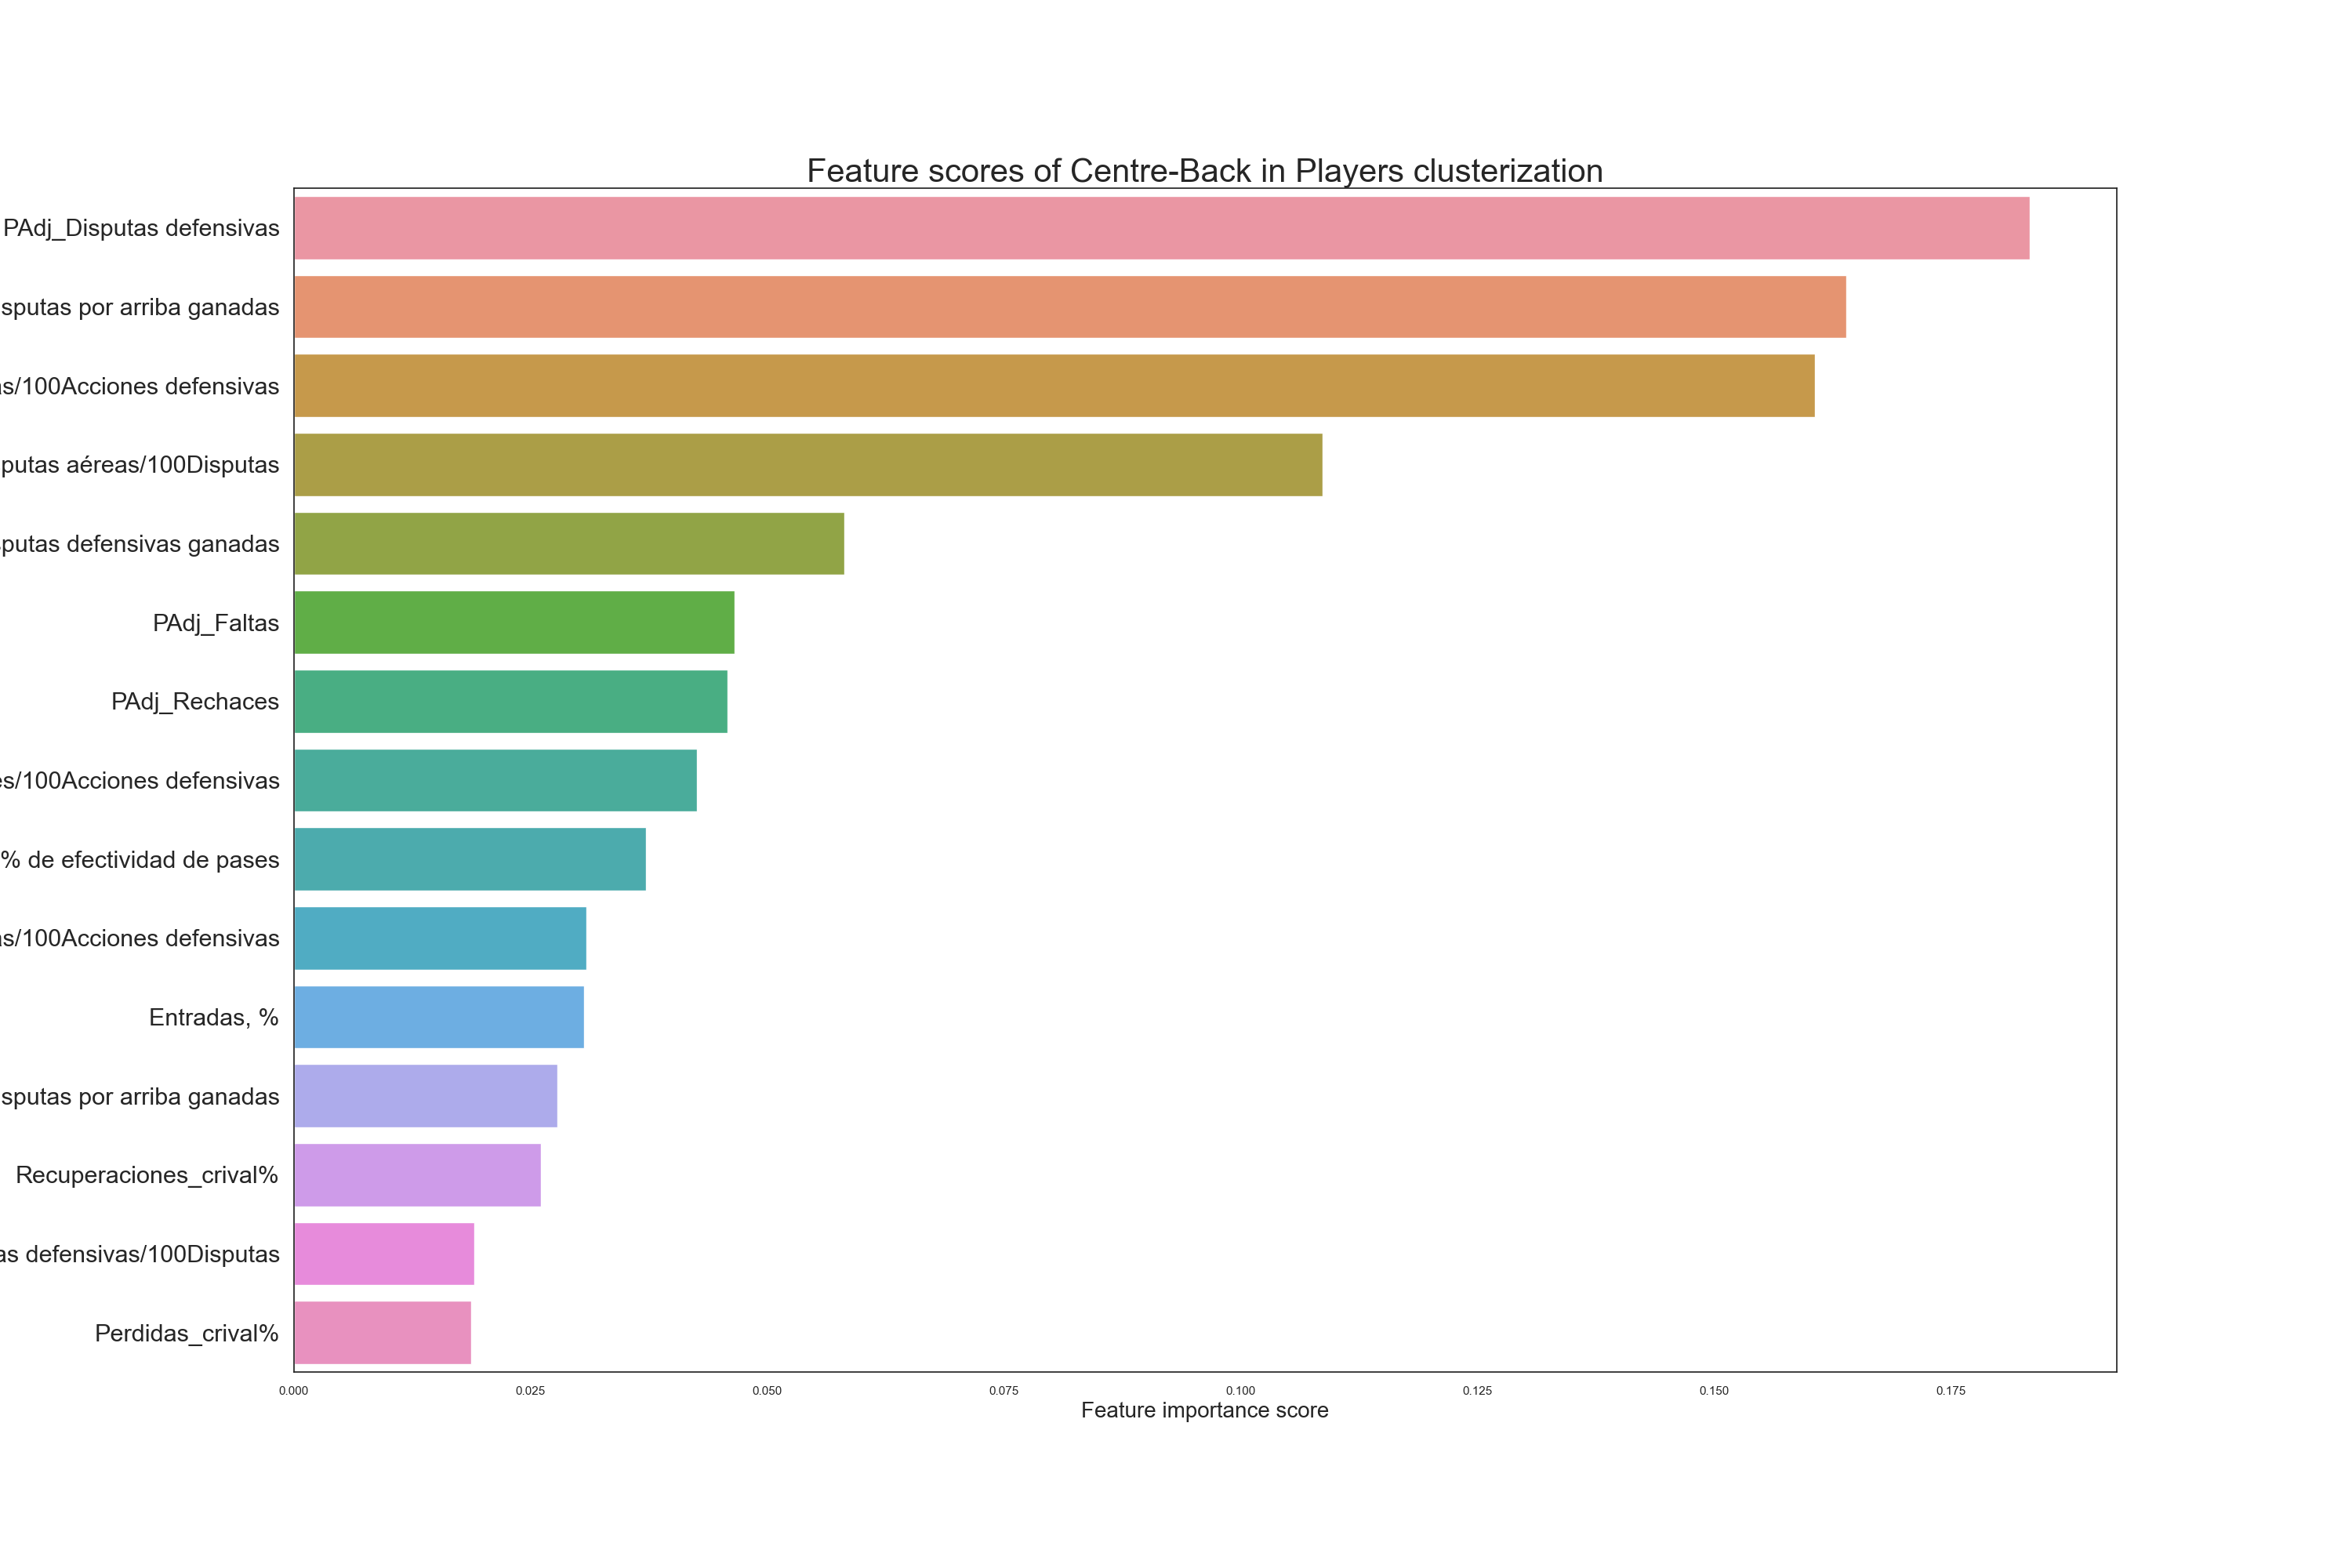 Feature scores of Centre-Back in Players clusterization
PAdj_Disputas defensivas
sputas por arriba ganadas
as/100Acciones defensivas
putas aéreas/100Disputas
putas defensivas ganadas
PAdj_Faltas
PAdj_Rechaces
es/100Acciones defensivas
% de efectividad de pases
as/100Acciones defensivas
Entradas, %
sputas por arriba ganadas
Recuperaciones_crival%
as defensivas/100Disputas
Perdidas_crival%
0.000 0.025 0.050 0.075 0.100 0.125 0.150 0.175
Feature importance score